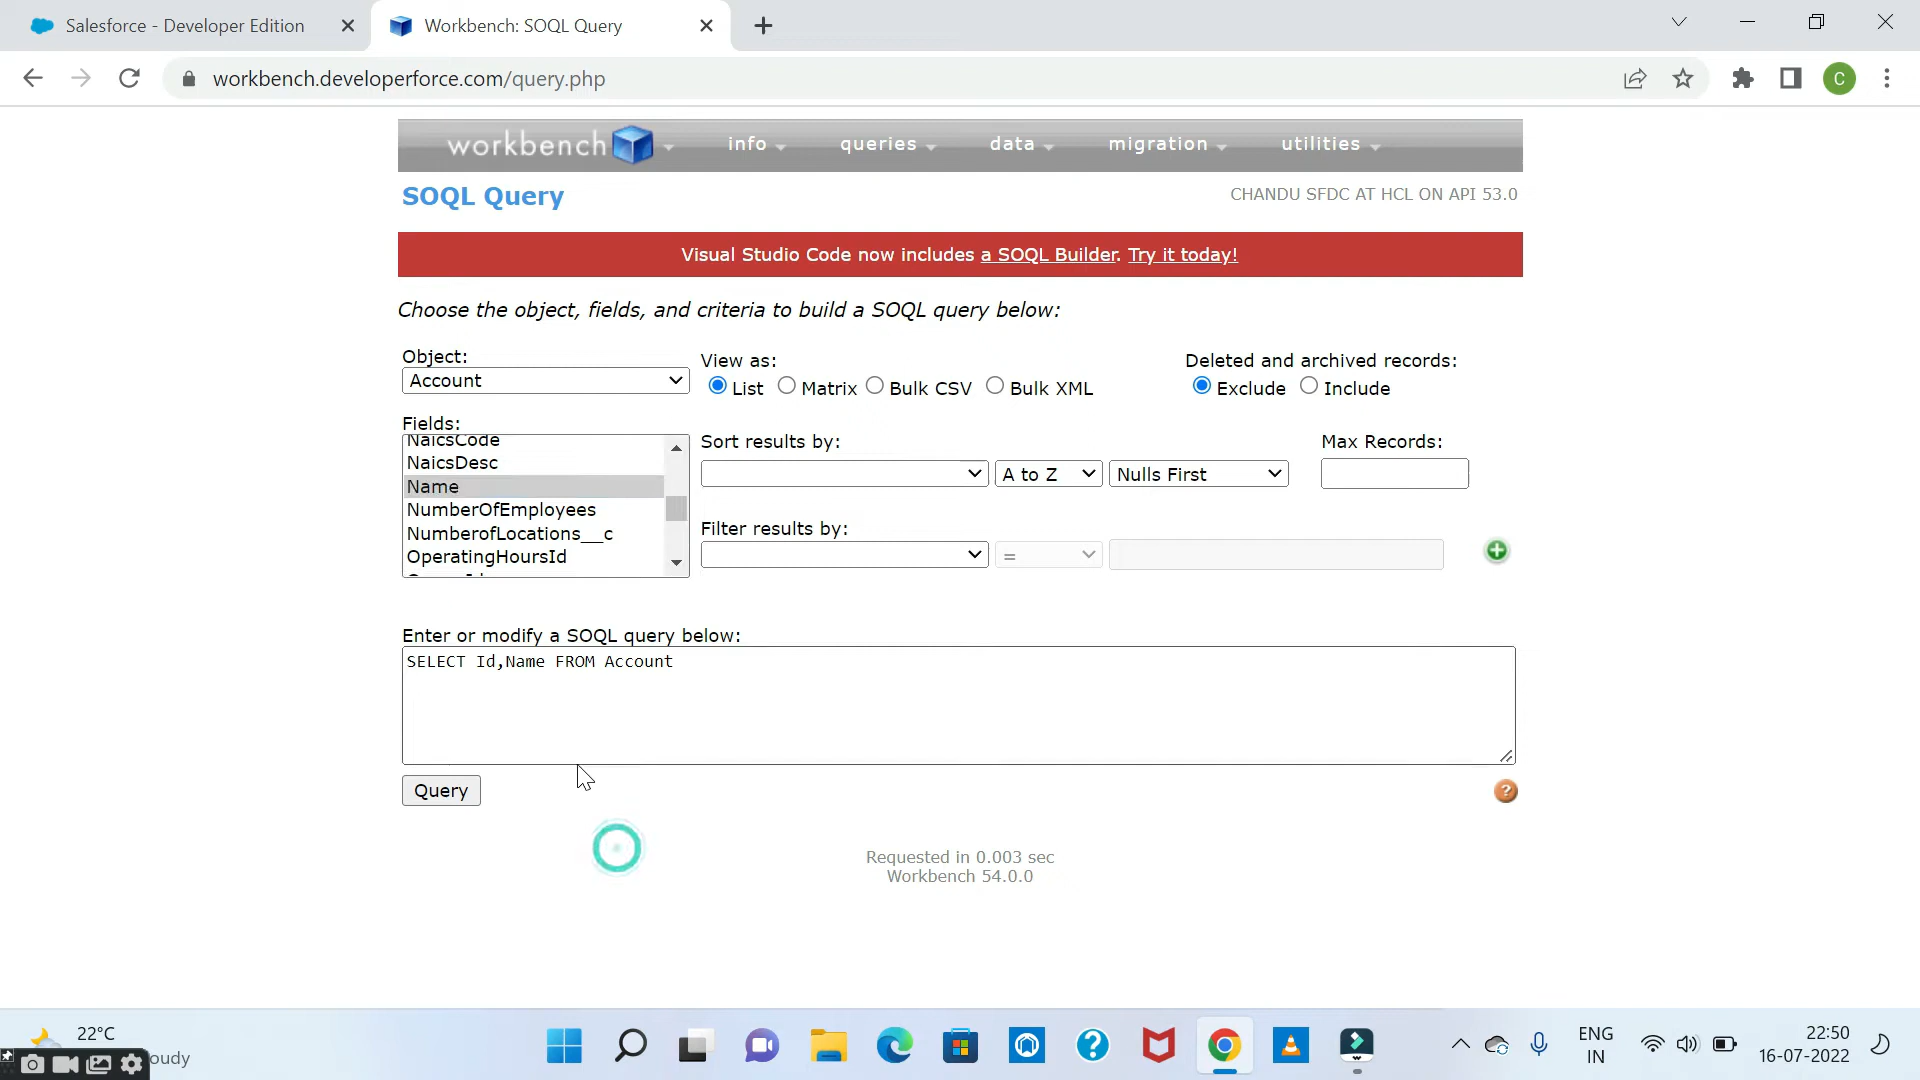 Salesforce - Developer Edition
Workbench: SOQL Query
workbench.developerforce.com/query.php
C
workbench
info
queries
data
migration
utilities
SOQL Query
CHANDU SFDC AT HCL ON API 53.0
Visual Studio Code now includes a SOQL Builder. Try it today!
Choose the object, fields, and criteria to build a SOQL query below:
Object:
Account
View as:
List
Matrix
Bulk CSV
Bulk XML
Deleted and archived records:
Exclude
Include
Fields:
NaicsCode
NaicsDesc
Name
NumberOfEmployees
NumberofLocations__c
OperatingHoursId
Sort results by:
A to Z
Nulls First
Max Records:
Filter results by:
=
Enter or modify a SOQL query below:
SELECT Id,Name FROM Account
Query
?
Requested in 0.003 sec
Workbench 54.0.0
22°C
oudy
ENG
IN
22:50
16-07-2022